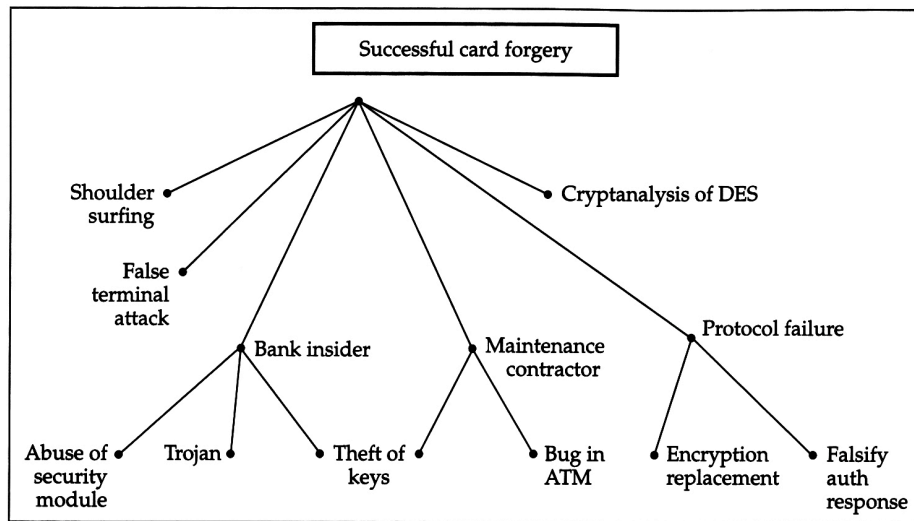 Successful card forgery
Shoulder
surfing
Cryptanalysis of DES
False
terminal
attack
Bank insider
Maintenance
contractor
Protocol failure
Abuse of
security
module
Trojan
Theft of
keys
Bug in
ATM
Encryption
replacement
Falsify
auth
response